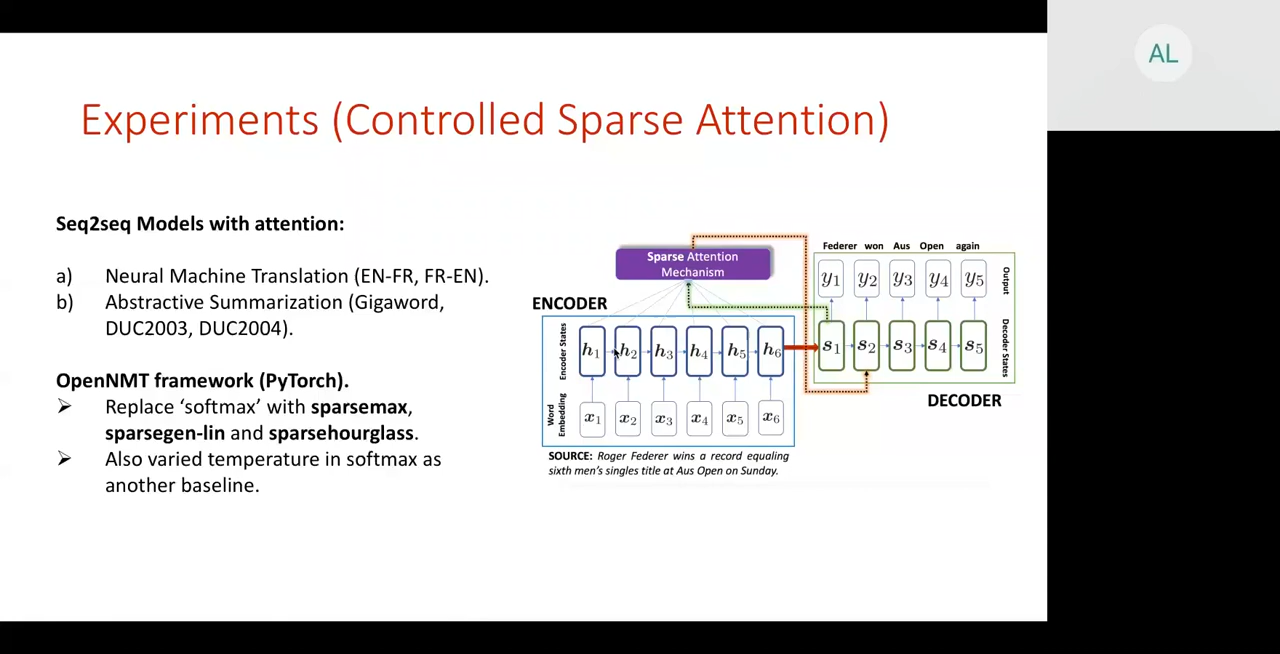 AL
Experiments (Controlled Sparse Attention)
Seq2seq Models with attention:
a) Neural Machine Translation (EN-FR, FR-EN).
b) Abstractive Summarization (Gigaword,
DUC2003, DUC2004).
OpenNMT framework (PyTorch).
➢ Replace ‘softmax’ with sparsemax,
sparsegen-lin and sparsehourglass.
➢ Also varied temperature in softmax as
another baseline.
Sparse Attention
Mechanism
ENCODER
Encoder States
h1 h2 h3 h4 h5 h6
Word
Embedding
x1 x2 x3 x4 x5 x6
SOURCE: Roger Federer wins a record equaling
sixth men's singles title at Aus Open on Sunday.
Federer won Aus Open again
y1 y2 y3 y4 y5
Output
s1 s2 s3 s4 s5
Decoder States
DECODER